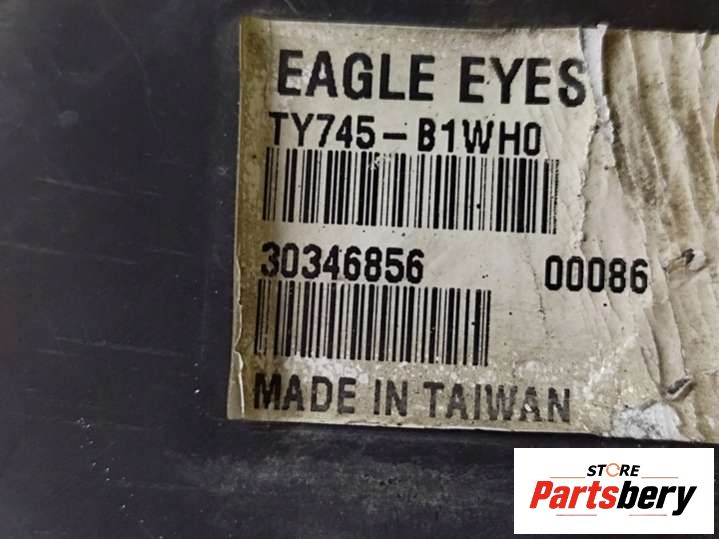 EAGLE EYES
TY745-B1WH0
30346856 00086
MADE IN TAIWAN
STORE
Partsbery